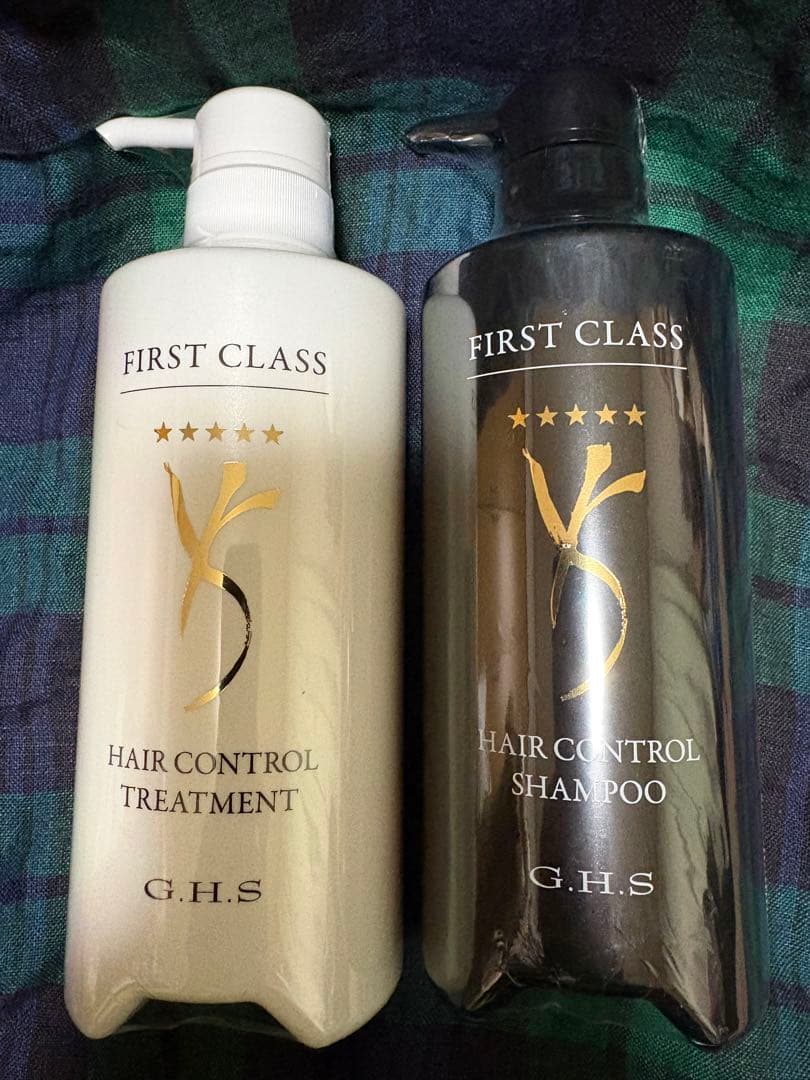 FIRST CLASS
HAIR CONTROL
TREATMENT
G.H.S
FIRST CLASS
HAIR CONTROL
SHAMPOO
G.H.S